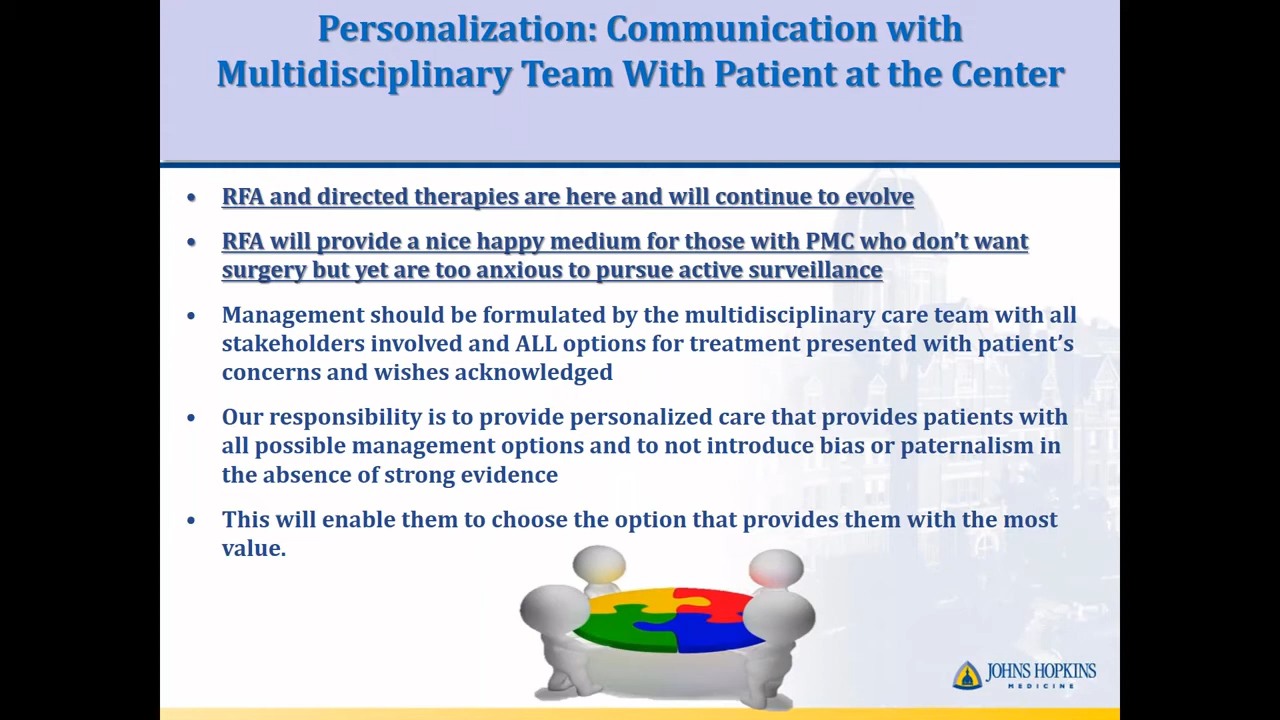 Personalization: Communication with
Multidisciplinary Team With Patient at the Center
• RFA and directed therapies are here and will continue to evolve
• RFA will provide a nice happy medium for those with PMC who don’t want
surgery but yet are too anxious to pursue active surveillance
• Management should be formulated by the multidisciplinary care team with all
stakeholders involved and ALL options for treatment presented with patient’s
concerns and wishes acknowledged
• Our responsibility is to provide personalized care that provides patients with
all possible management options and to not introduce bias or paternalism in
the absence of strong evidence
• This will enable them to choose the option that provides them with the most
value.
JOHNS HOPKINS
MEDICINE